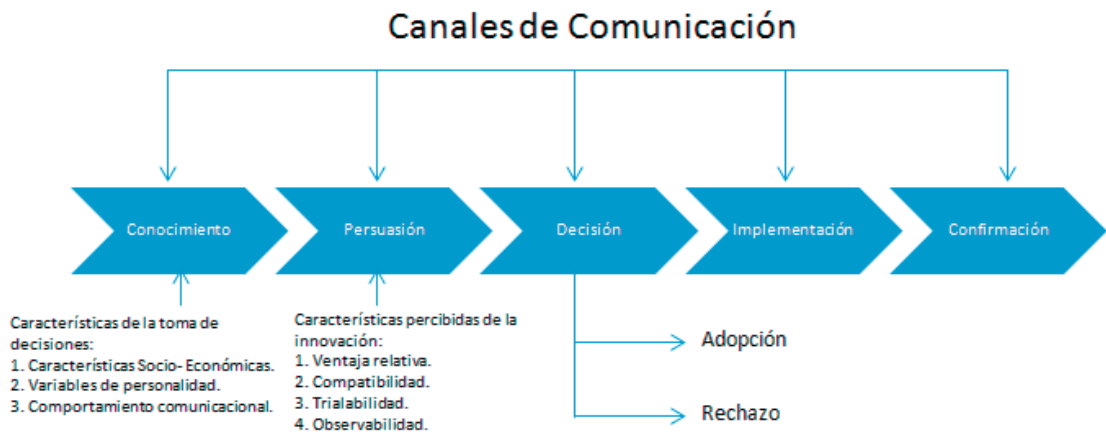 Canales de Comunicación
Conocimiento
Persuasión
Decisión
Implementación
Confirmación
Características de la toma de
decisiones:
1. Características Socio- Económicas.
2. Variables de personalidad.
3. Comportamiento comunicacional.
Características percibidas de la
innovación:
1. Ventaja relativa.
2. Compatibilidad.
3. Trialabilidad.
4. Observabilidad.
Adopción
Rechazo